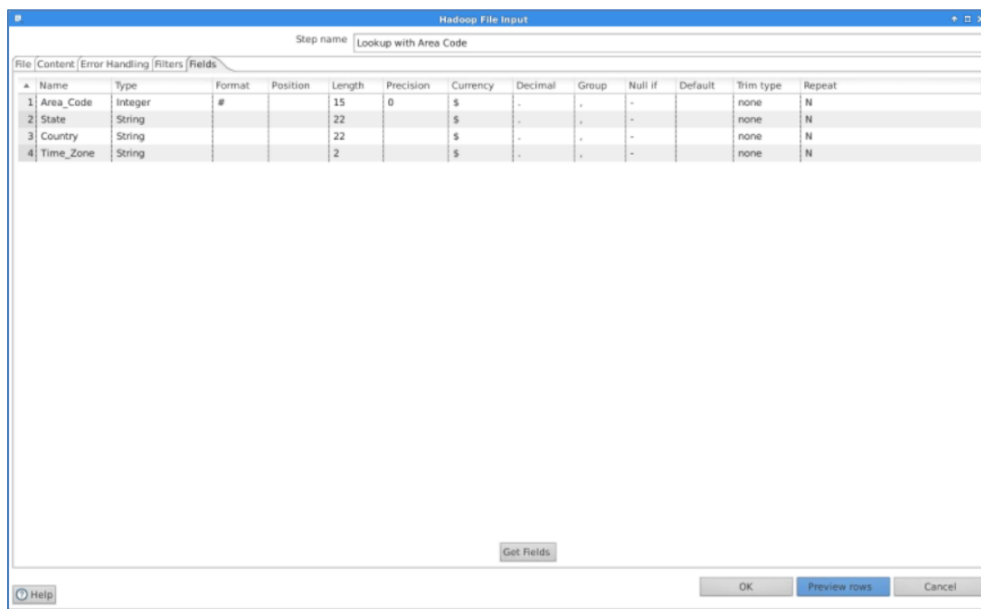 Hadoop File Input
Step name Lookup with Area Code
File Content Error Handling Filters Fields
Name Type Format Position Length Precision Currency Decimal Group Null if Default Trim type Repeat
1 Area_Code Integer # 15 0 $ . , - none N
2 State String 22 $ . , - none N
3 Country String 22 $ . , - none N
4 Time_Zone String 2 $ . , - none N
Get Fields
Help OK Preview rows Cancel